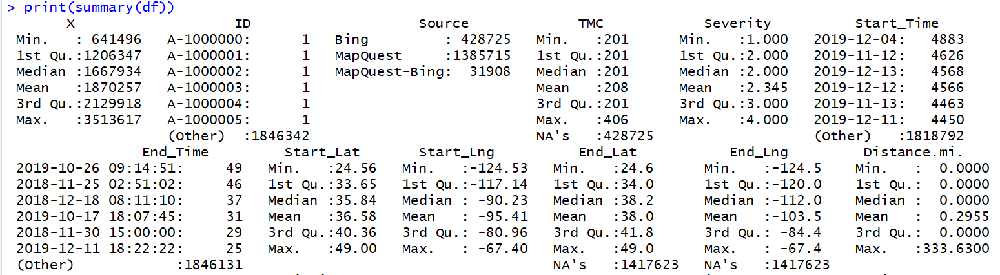 > print(summary(df))
X ID Source TMC Severity Start_Time
Min. : 641496 A-1000000: 1 Bing : 428725 Min. :201 Min. :1.000 2019-12-04: 4883
1st Qu.:1206347 A-1000001: 1 MapQuest :1385715 1st Qu.:201 1st Qu.:2.000 2019-11-12: 4626
Median :1667934 A-1000002: 1 MapQuest-Bing: 31908 Median :201 Median :2.000 2019-12-13: 4568
Mean :1870257 A-1000003: 1 Mean :208 Mean :2.345 2019-12-12: 4566
3rd Qu.:2129918 A-1000004: 1 3rd Qu.:201 3rd Qu.:3.000 2019-11-13: 4463
Max. :3513617 A-1000005: 1 Max. :406 Max. :4.000 2019-12-11: 4450
(Other) :1846342 NA's :428725 (Other) :1818792
End_Time Start_Lat Start_Lng End_Lat End_Lng Distance.mi.
2019-10-26 09:14:51: 49 Min. :24.56 Min. :-124.53 Min. :24.6 Min. :-124.5 Min. : 0.0000
2018-11-25 02:51:02: 46 1st Qu.:33.65 1st Qu.:-117.14 1st Qu.:34.0 1st Qu.:-120.0 1st Qu.: 0.0000
2018-12-18 08:11:10: 37 Median :35.84 Median : -90.23 Median :38.2 Median :-112.0 Median : 0.0000
2019-10-17 18:07:45: 31 Mean :36.58 Mean : -95.41 Mean :38.0 Mean :-103.5 Mean : 0.2955
2018-11-30 15:00:00: 29 3rd Qu.:40.36 3rd Qu.: -80.96 3rd Qu.:41.8 3rd Qu.: -84.4 3rd Qu.: 0.0000
2019-12-11 18:22:22: 25 Max. :49.00 Max. : -67.40 Max. :49.0 Max. : -67.4 Max. :333.6300
(Other) :1846131 NA's :1417623 NA's :1417623